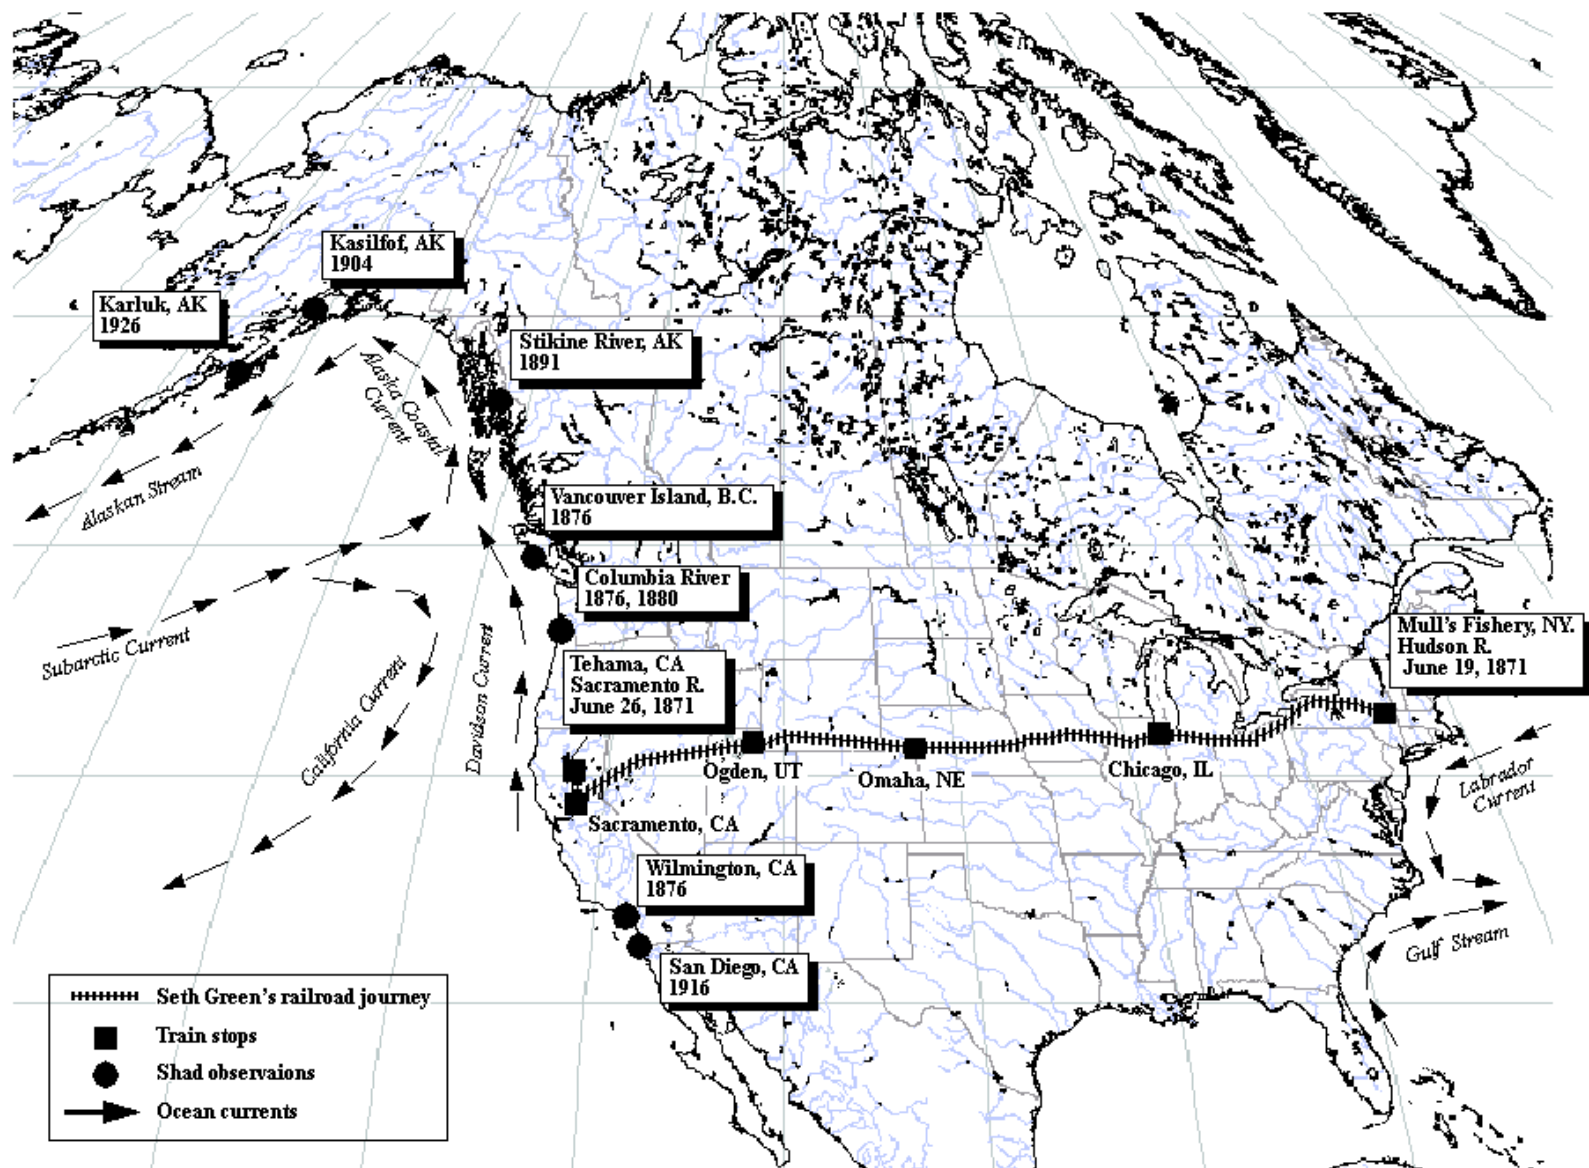 Kasilfof, AK
1904
Karluk, AK
1926
Stikine River, AK
1891
Alaska Coastal
Current
Alaskan Stream
Vancouver Island, B.C.
1876
Columbia River
1876, 1880
Mull's Fishery, NY.
Hudson R.
June 19, 1871
Subarctic Current
Tehama, CA
Sacramento R.
June 26, 1871
California Current
Davidson Current
Ogden, UT
Omaha, NE
Chicago, IL
Labrador
Current
Sacramento, CA
Wilmington, CA
1876
Gulf Stream
San Diego, CA
1916
Seth Green's railroad journey
Train stops
Shad observaions
Ocean currents